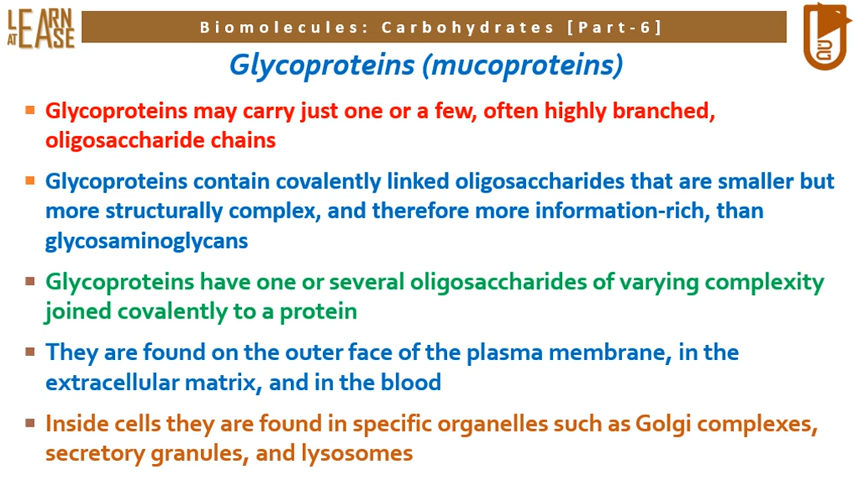 LEARN
AT EASE
Biomolecules: Carbohydrates [Part-6]
Glycoproteins (mucoproteins)
Glycoproteins may carry just one or a few, often highly branched,
oligosaccharide chains
Glycoproteins contain covalently linked oligosaccharides that are smaller but
more structurally complex, and therefore more information-rich, than
glycosaminoglycans
Glycoproteins have one or several oligosaccharides of varying complexity
joined covalently to a protein
They are found on the outer face of the plasma membrane, in the
extracellular matrix, and in the blood
Inside cells they are found in specific organelles such as Golgi complexes,
secretory granules, and lysosomes